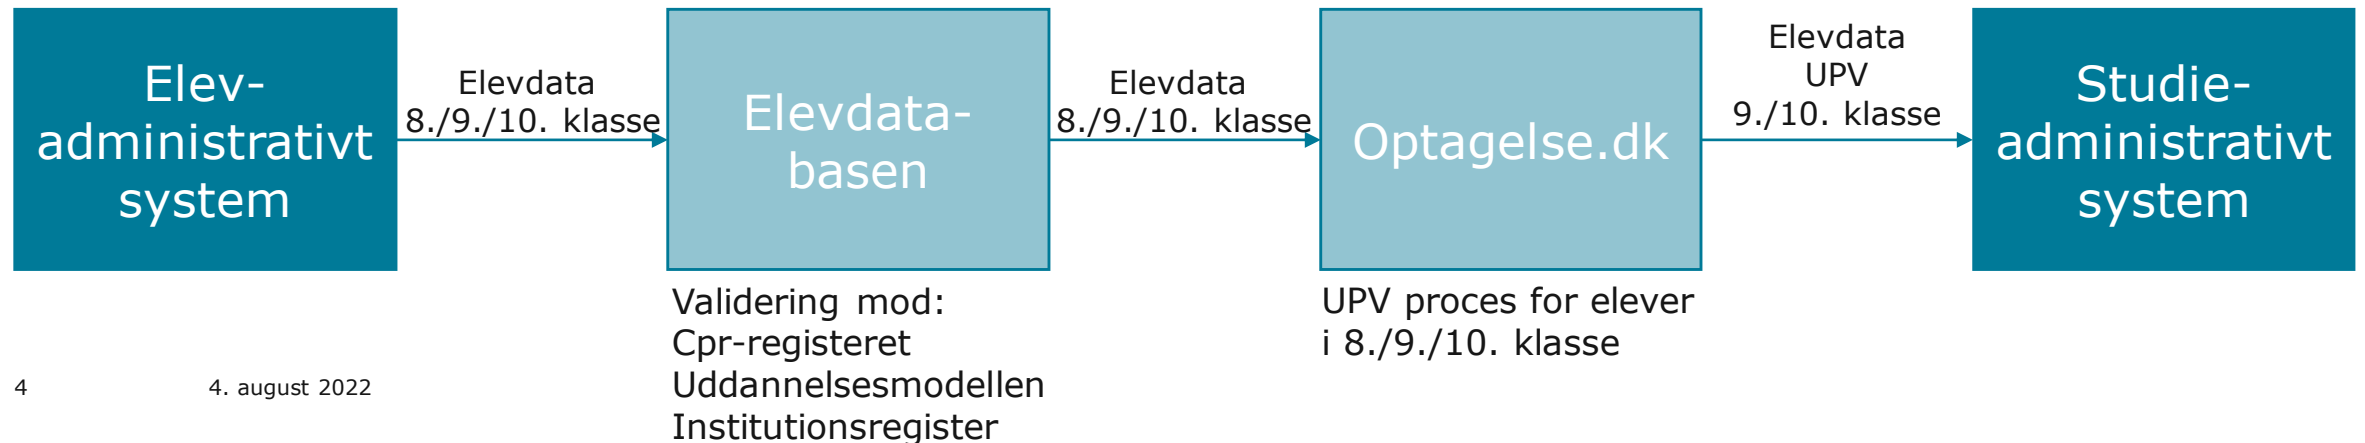 Elev-
administrativt
system
Elevdata
8./9./10. klasse
Elevdata-
basen
Elevdata
8./9./10. klasse
Optagelse.dk
Elevdata
UPV
9./10. klasse
Studie-
administrativt
system
Validering mod:
Cpr-registeret
Uddannelsesmodellen
Institutionsregister
UPV proces for elever
i 8./9./10. klasse
4
4. august 2022